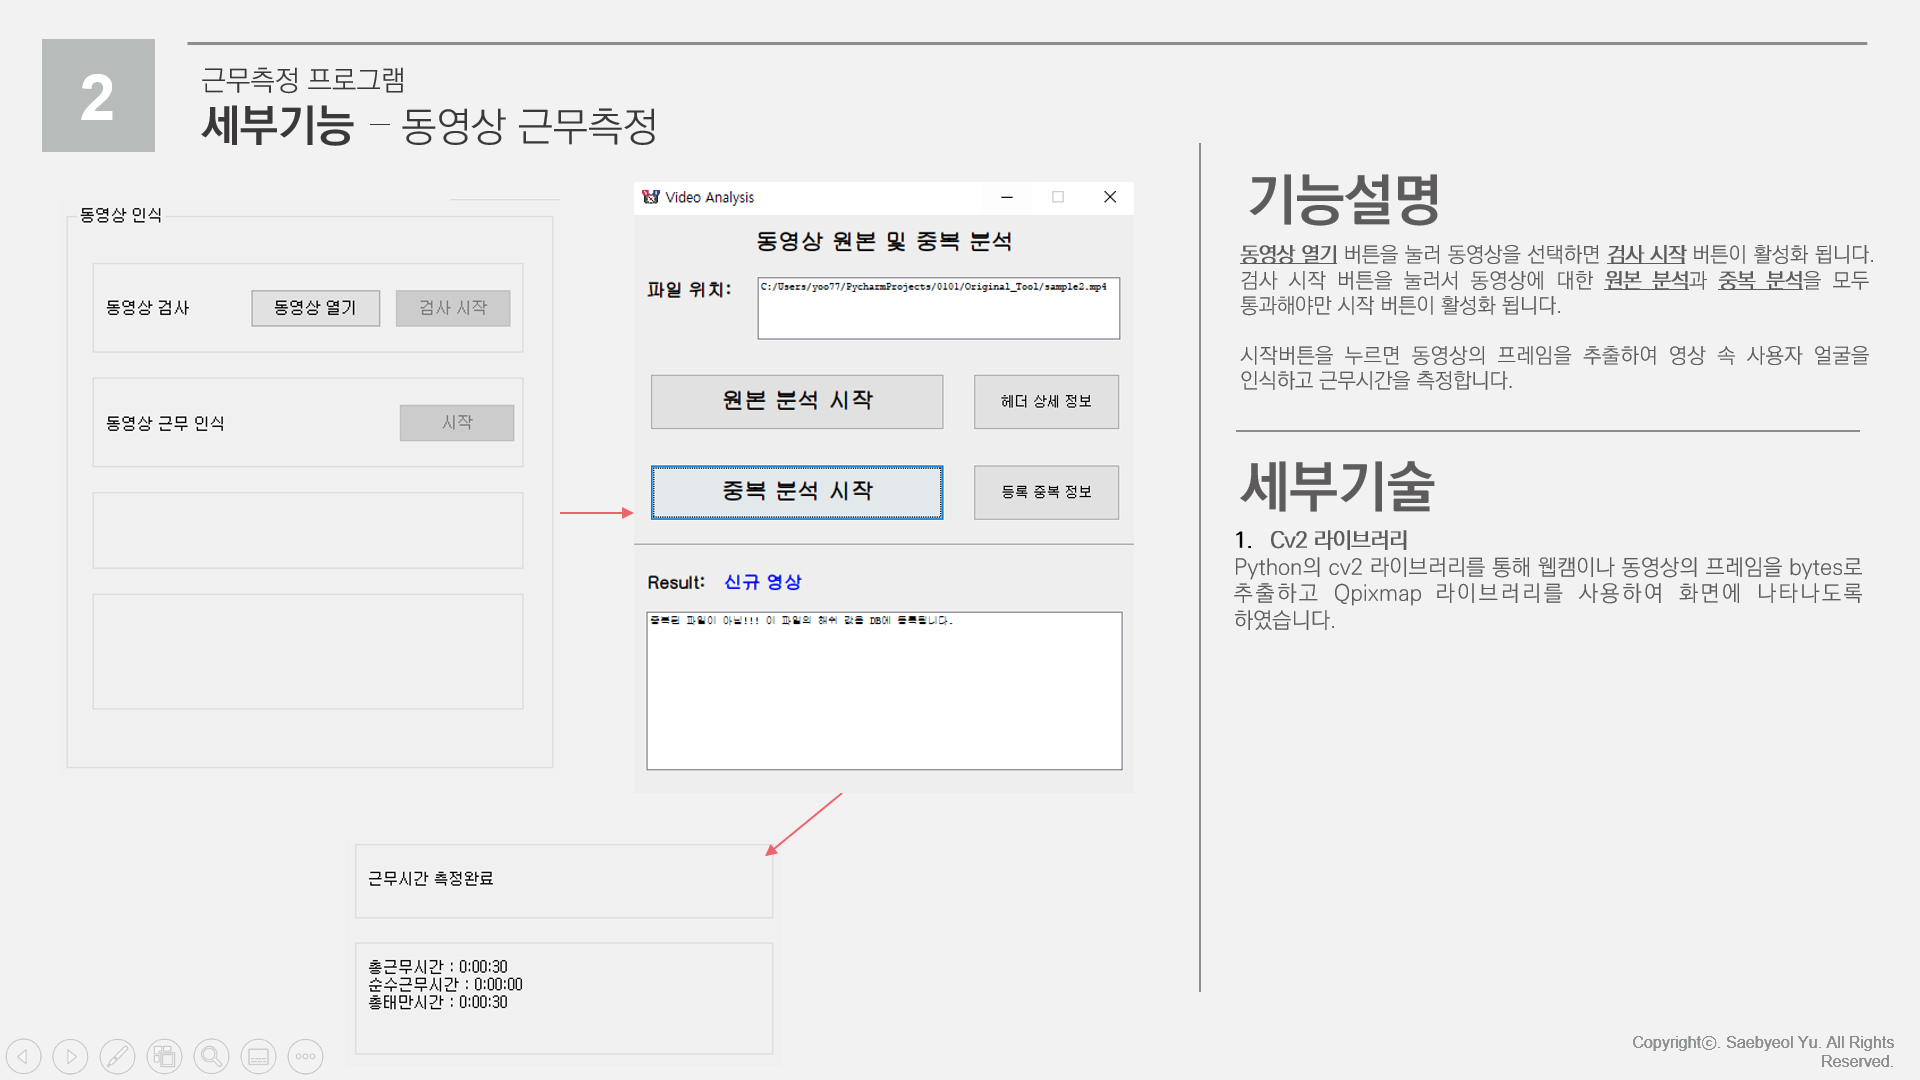 2
근무측정 프로그램
세부기능 – 동영상 근무측정
동영상 인식
동영상 검사
동영상 열기
검사 시작
동영상 근무 인식
시작
Video Analysis
동영상 원본 및 중복 분석
파일 위치:
C:/Users/yoo77/PycharmProjects/0101/Original_Tool/sample2.mp4
원본 분석 시작
헤더 상세 정보
중복 분석 시작
등록 중복 정보
Result: 신규 영상
중복된 파일이 아님!!! 이 파일의 해쉬 값을 DB에 등록됩니다.
근무시간 측정완료
총근무시간 : 0:00:30
순수근무시간 : 0:00:00
총태만시간 : 0:00:30
기능설명
동영상 열기 버튼을 눌러 동영상을 선택하면 검사 시작 버튼이 활성화 됩니다.
검사 시작 버튼을 눌러서 동영상에 대한 원본 분석과 중복 분석을 모두
통과해야만 시작 버튼이 활성화 됩니다.
시작버튼을 누르면 동영상의 프레임을 추출하여 영상 속 사용자 얼굴을
인식하고 근무시간을 측정합니다.
세부기술
1. Cv2 라이브러리
Python의 cv2 라이브러리를 통해 웹캠이나 동영상의 프레임을 bytes로
추출하고 Qpixmap 라이브러리를 사용하여 화면에 나타나도록
하였습니다.
Copyrightⓒ. Saebyeol Yu. All Rights
Reserved.